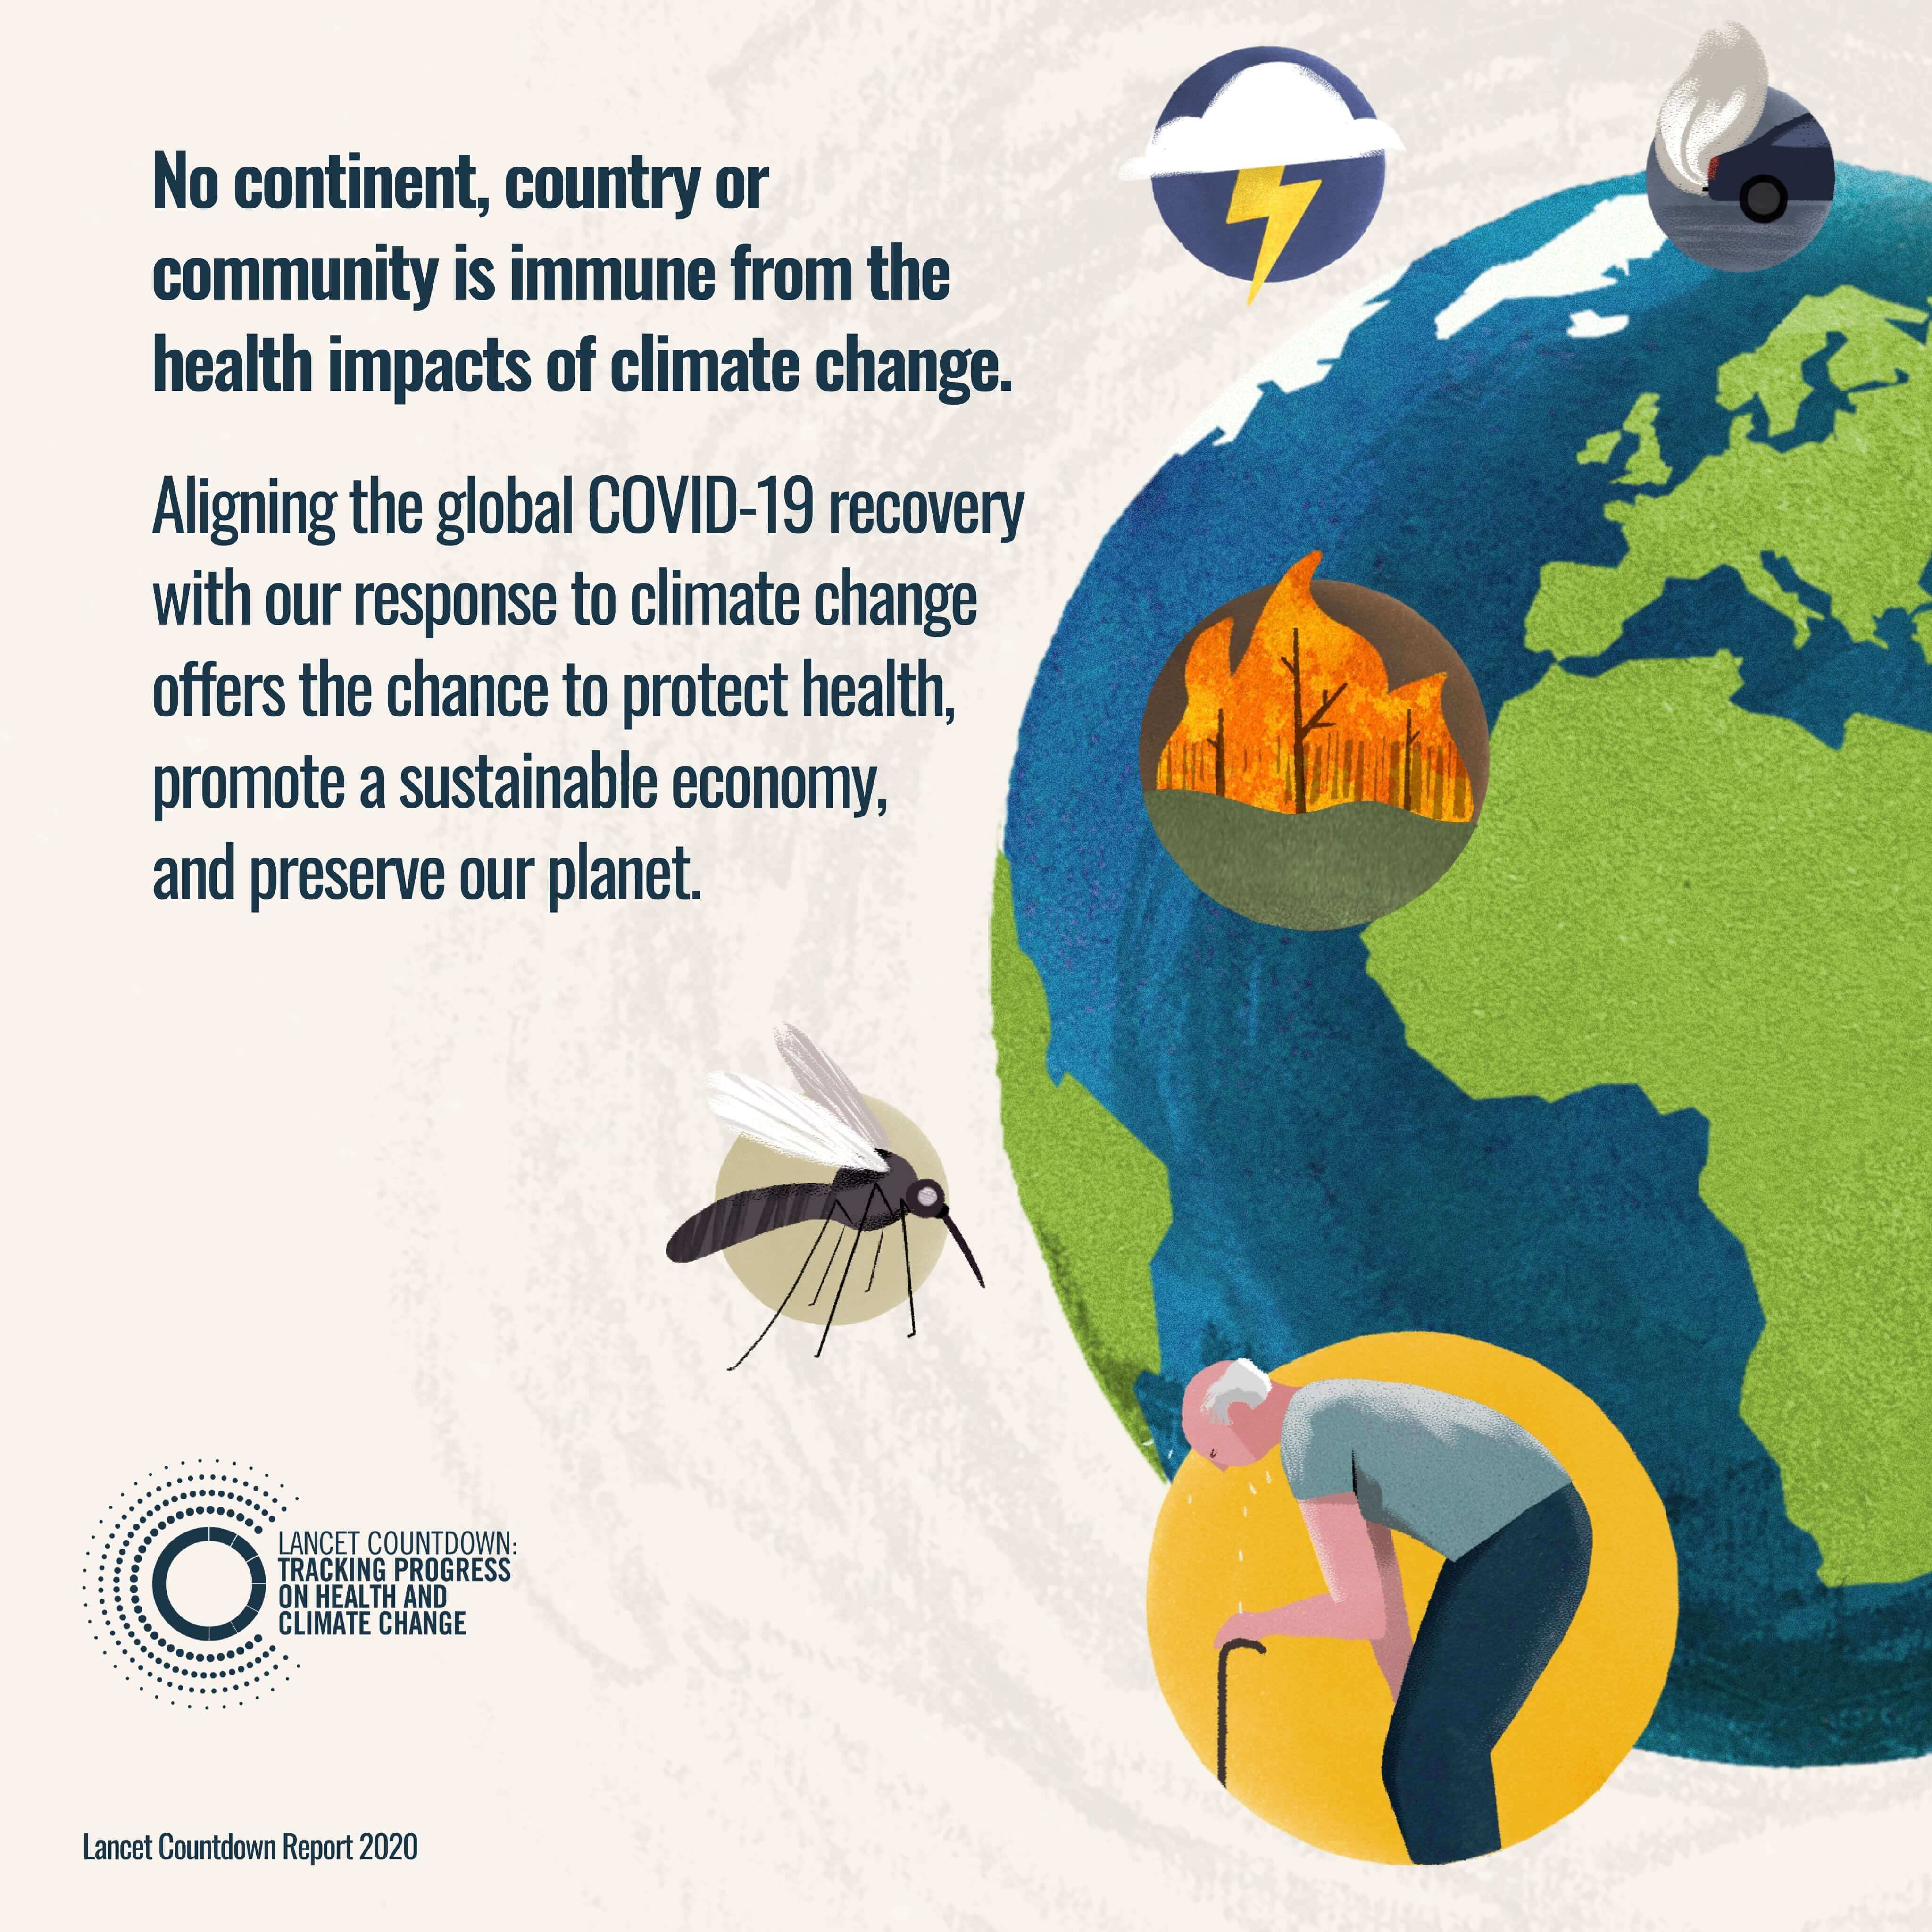 No continent, country or
community is immune from the
health impacts of climate change.
Aligning the global COVID-19 recovery
with our response to climate change
offers the chance to protect health,
promote a sustainable economy,
and preserve our planet.
LANCET COUNTDOWN:
TRACKING PROGRESS
ON HEALTH AND
CLIMATE CHANGE
Lancet Countdown Report 2020